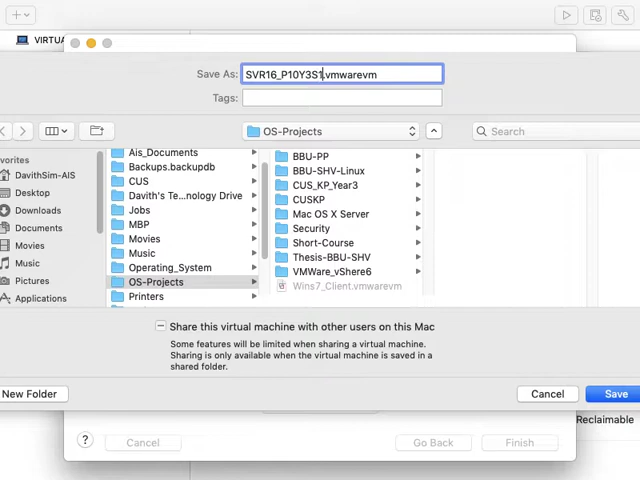 VIRTUA
Save As: SVR16_P10Y3S1.vmwarevm
Tags:
OS-Projects
Search
avorites
DavithSim-AIS
Desktop
Downloads
Documents
Movies
Music
Pictures
Applications
Ais_Documents
Backups.backupdb
CUS
Davith's Te...nology Drive
Jobs
MBP
Movies
Music
Operating_System
OS-Projects
Printers
BBU-PP
BBU-SHV-Linux
CUS_KP_Year3
CUSKP
Mac OS X Server
Security
Short-Course
Thesis-BBU-SHV
VMWare_vShere6
Wins7_Client.vmwarevm
Share this virtual machine with other users on this Mac
Some features will be limited when sharing a virtual machine.
Sharing is only available when the virtual machine is saved in a
shared folder.
New Folder
Cancel
Save
Reclaimable
?
Cancel
Go Back
Finish